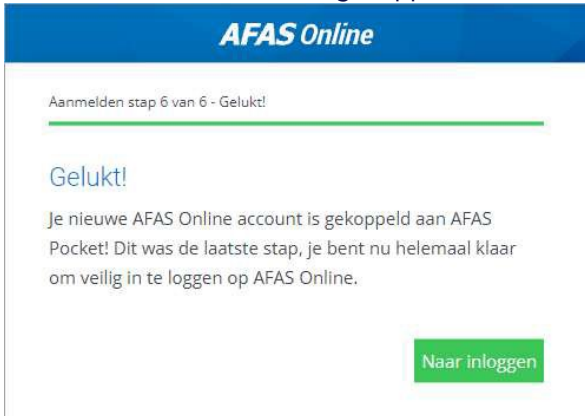 AFAS Online
Aanmelden stap 6 van 6 - Gelukt!
Gelukt!
Je nieuwe AFAS Online account is gekoppeld aan AFAS
Pocket! Dit was de laatste stap, je bent nu helemaal klaar
om veilig in te loggen op AFAS Online.
Naar inloggen